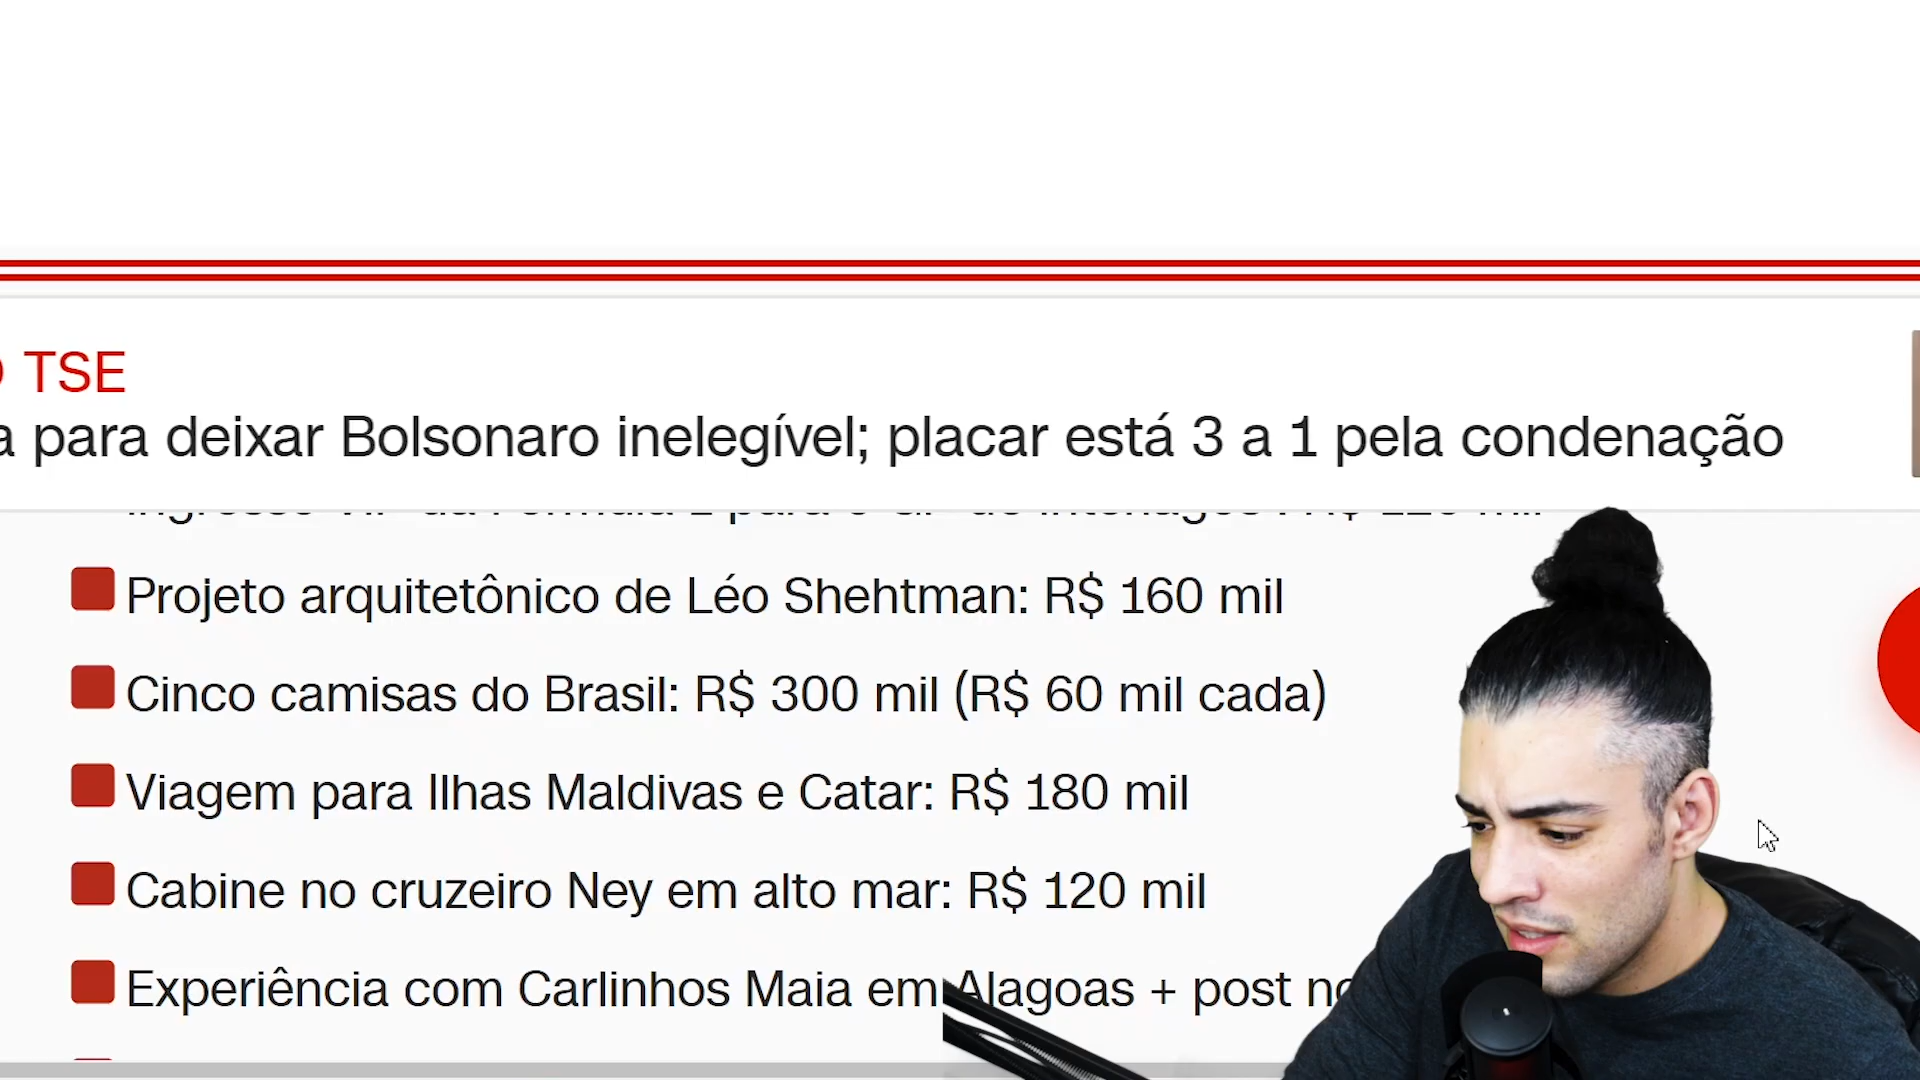 TSE
a para deixar Bolsonaro inelegível; placar está 3 a 1 pela condenação
Projeto arquitetônico de Léo Shehtman: R$ 160 mil
Cinco camisas do Brasil: R$ 300 mil (R$ 60 mil cada)
Viagem para Ilhas Maldivas e Catar: R$ 180 mil
Cabine no cruzeiro Ney em alto mar: R$ 120 mil
Experiência com Carlinhos Maia em Alagoas + post no